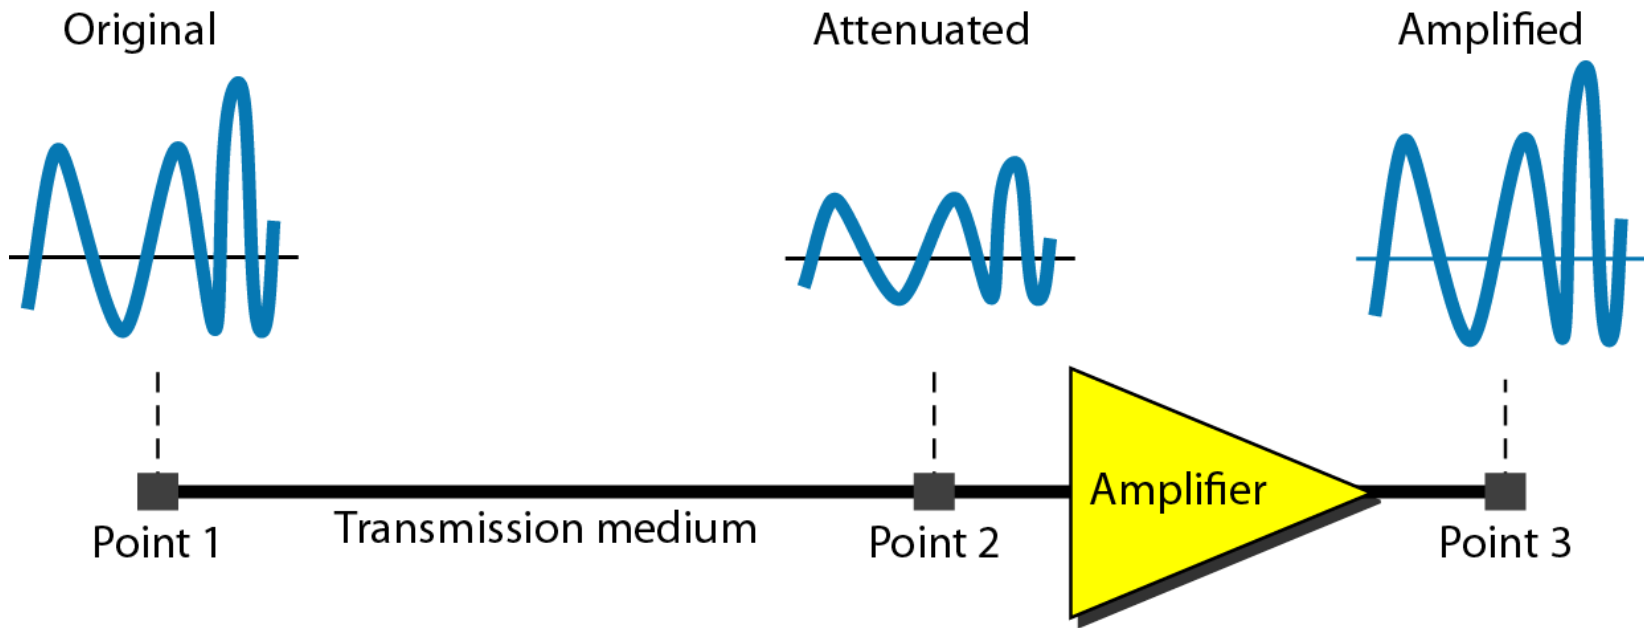 Original
Attenuated
Amplified
Amplifier
Transmission medium
Point 1
Point 2
Point 3